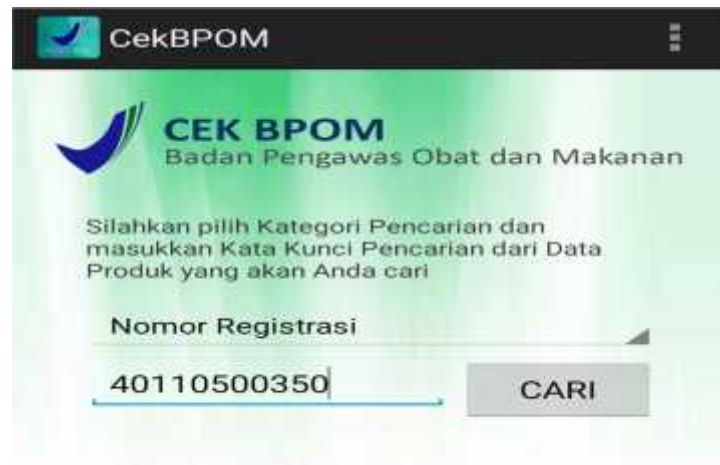 CekBPOM
CEK BPOM
Badan Pengawas Obat dan Makanan
Silahkan pilih Kategori Pencarian dan
masukkan Kata Kunci Pencarian dari Data
Produk yang akan Anda cari
Nomor Registrasi
40110500350
CARI